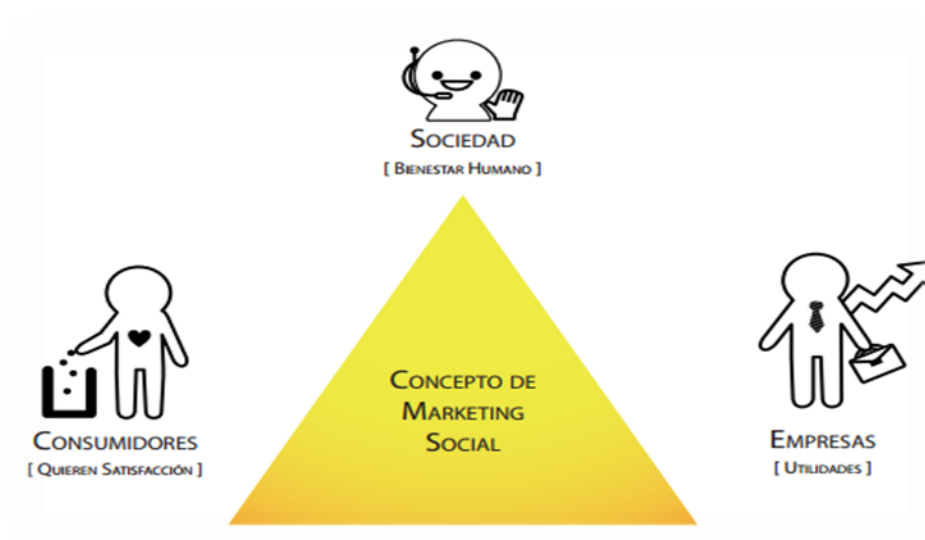 Sociedad
[ Bienestar Humano ]
Concepto de
Marketing
Social
Consumidores
[ Quieren Satisfacción ]
Empresas
[ Utilidades ]